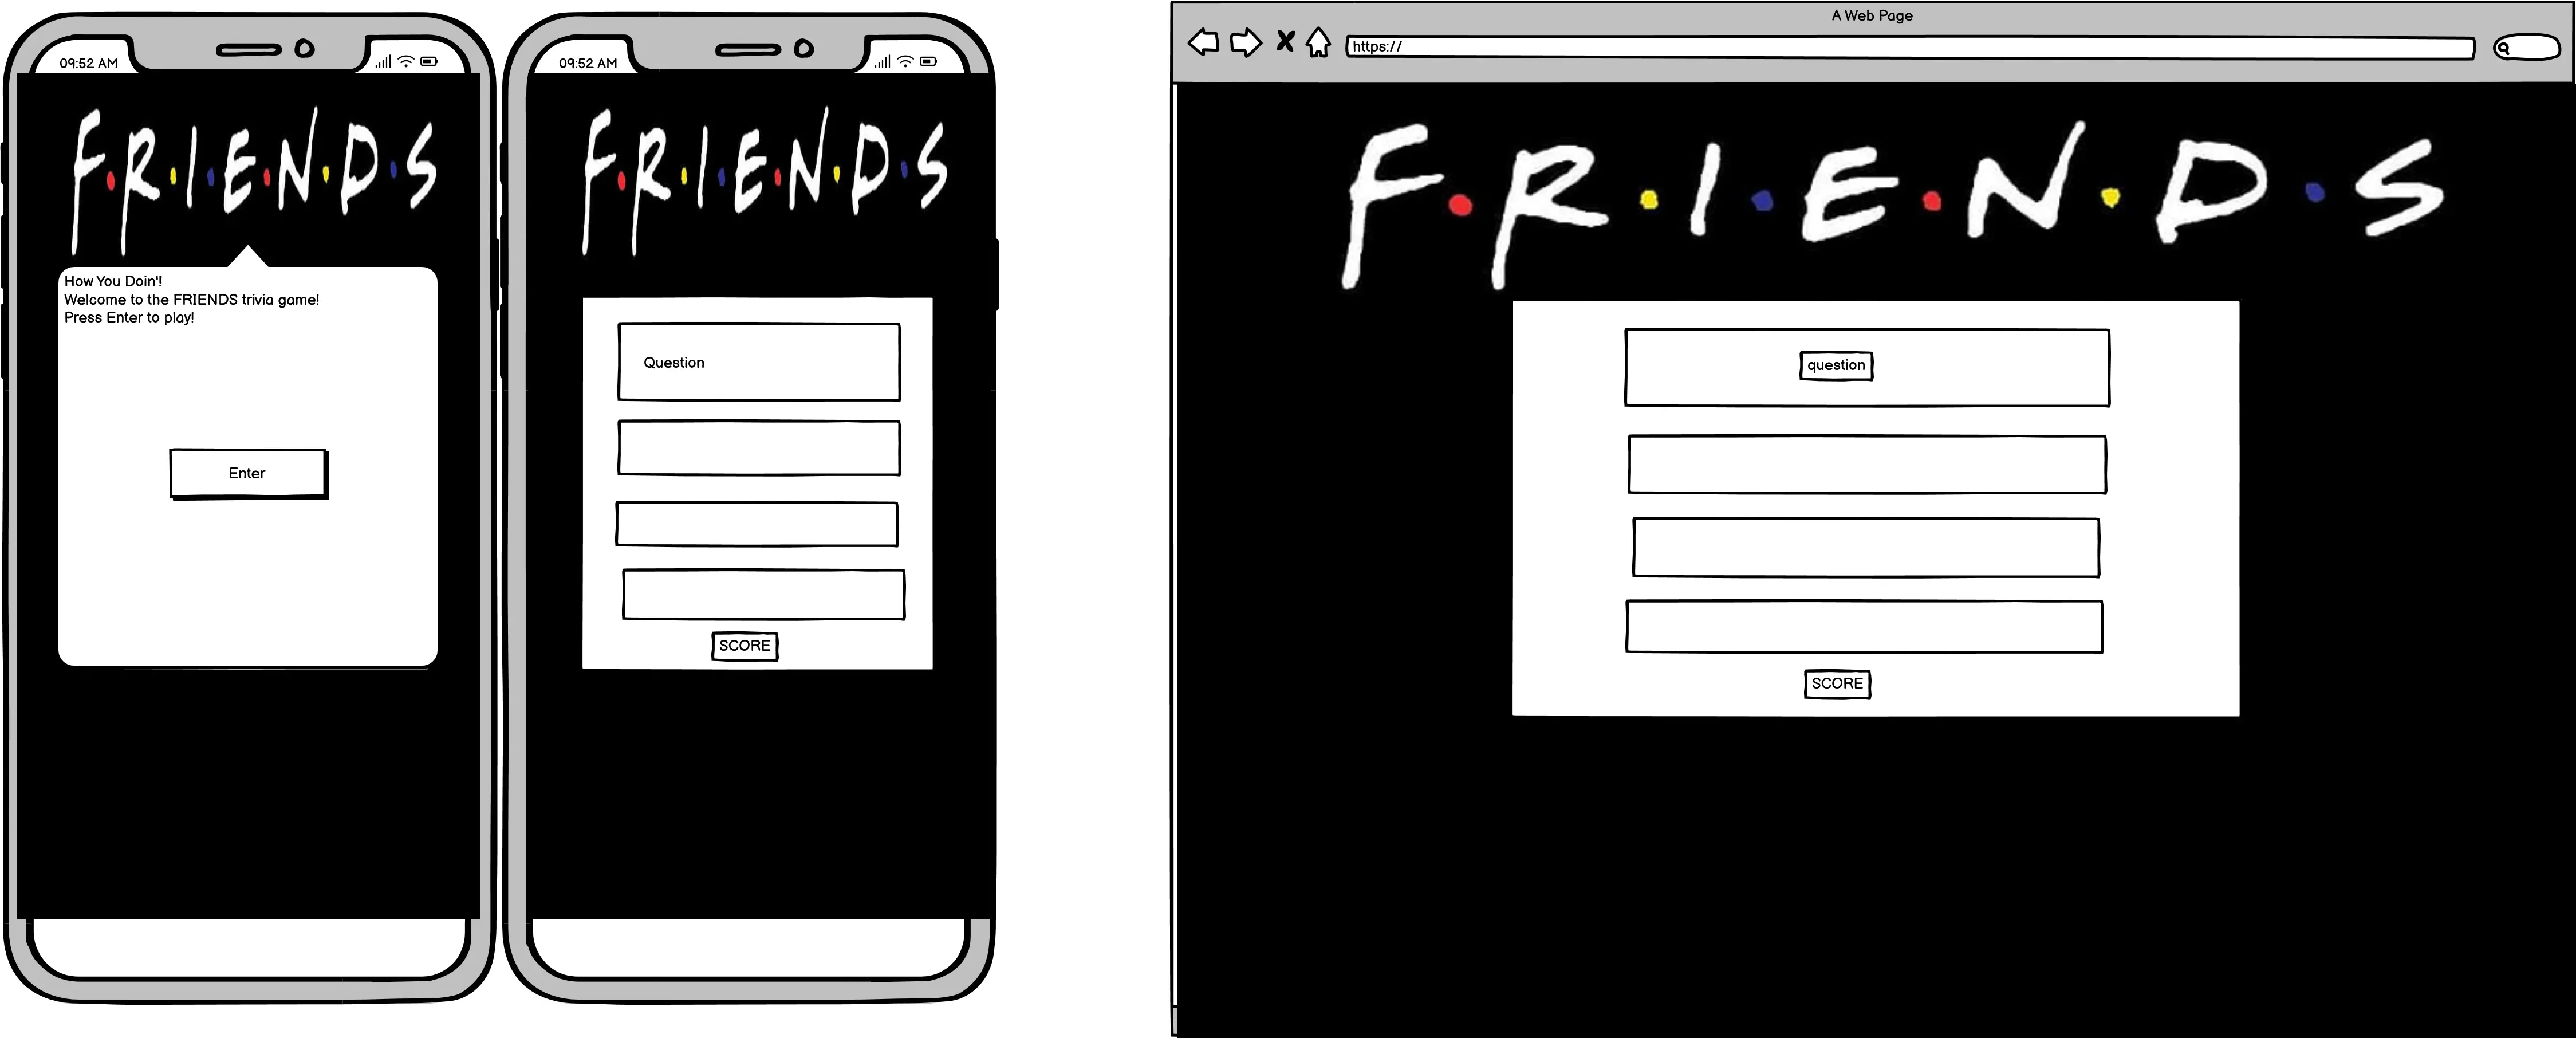 09:52 AM
F•R•I•E•N•D•S
How You Doin'!
Welcome to the FRIENDS trivia game!
Press Enter to play!
Enter
09:52 AM
F•R•I•E•N•D•S
Question
SCORE
A Web Page
https://
F•R•I•E•N•D•S
question
SCORE